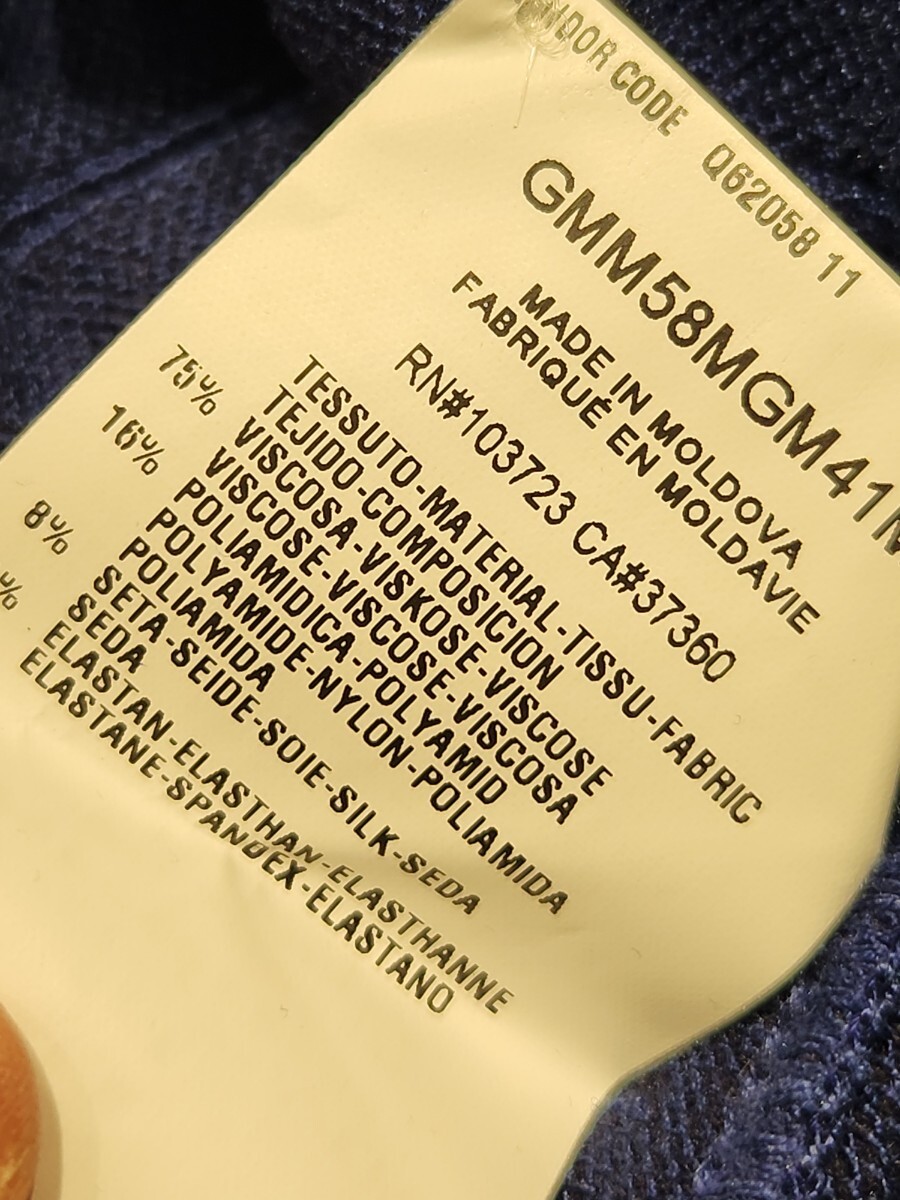 CODE Q62058 11
GMM58MGM41
MADE IN MOLDOVA
FABRIQUÉ EN MOLDAVIE
RN#103723 CA#37360
TESSUTO-MATERIAL-TISSU-FABRIC
TEJIDO-COMPOSICION
75% VISCOSA-VISKOSE-VISCOSE
VISCOSE-VISCOSE-VISCOSA
16% POLIAMIDICA-POLYAMID
POLYAMIDE-NYLON-POLIAMIDA
POLIAMIDA
8% SETA-SEIDE-SOIE-SILK-SEDA
SEDA
% ELASTAN-ELASTHAN-ELASTHANNE
ELASTANE-SPANDEX-ELASTANO